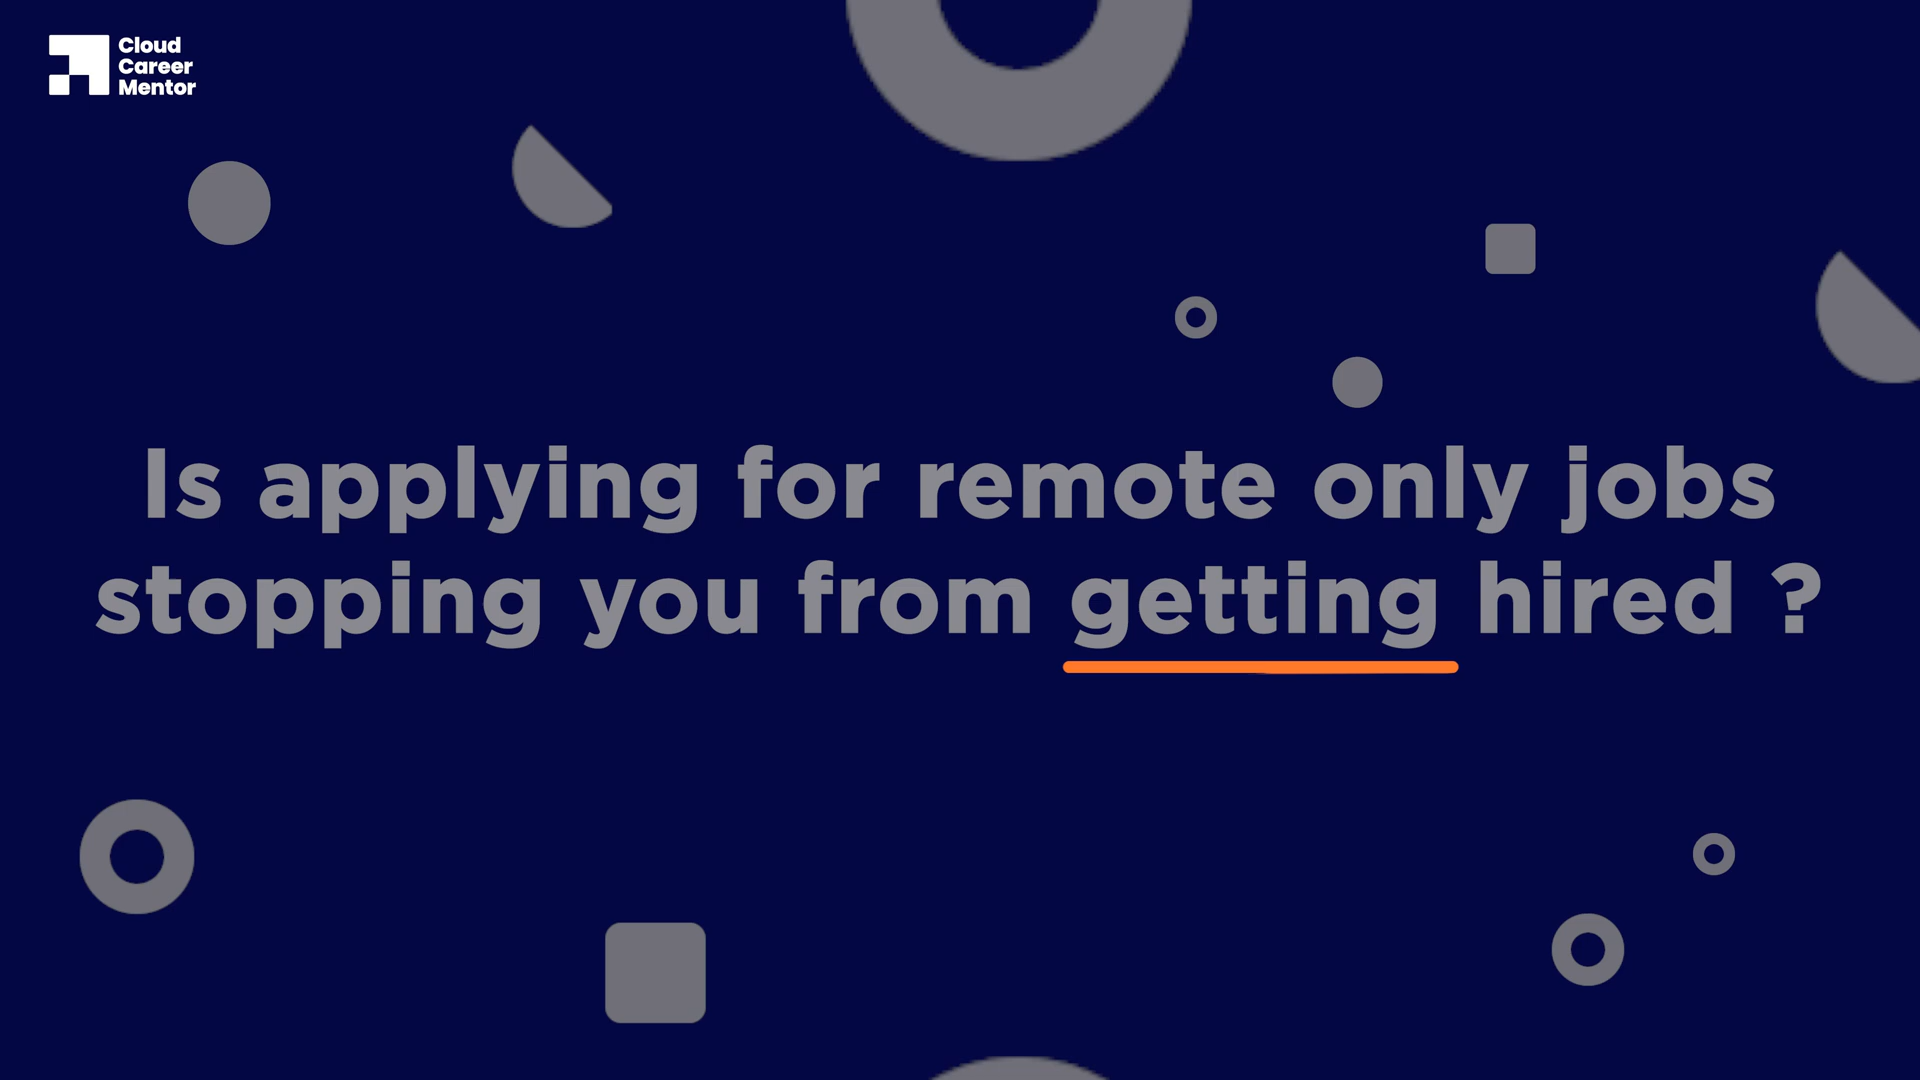 Cloud
Career
Mentor
Is applying for remote only jobs
stopping you from getting hired ?